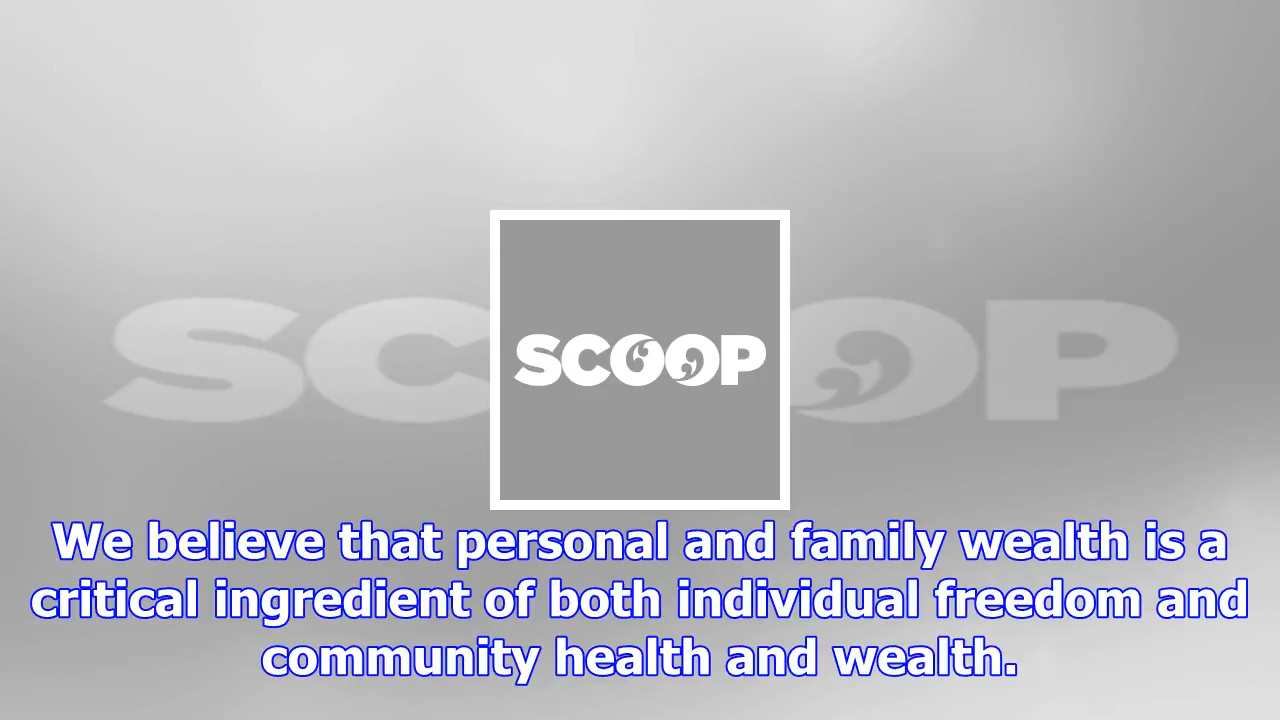 SCOOP
SCOOP
We believe that personal and family wealth is a
critical ingredient of both individual freedom and
community health and wealth.